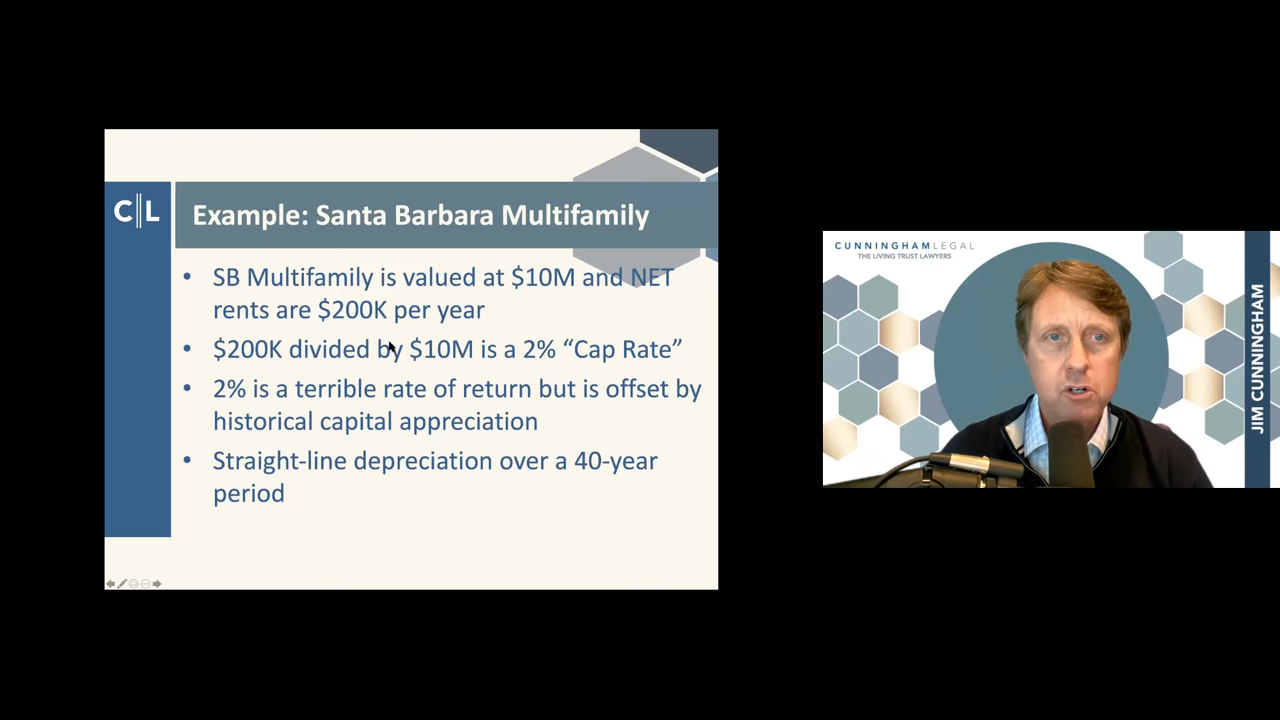 C||L
Example: Santa Barbara Multifamily
• SB Multifamily is valued at $10M and NET
rents are $200K per year
• $200K divided by $10M is a 2% “Cap Rate”
• 2% is a terrible rate of return but is offset by
historical capital appreciation
• Straight-line depreciation over a 40-year
period
CUNNINGHAMLEGAL
THE LIVING TRUST LAWYERS
JIM CUNNINGHAM